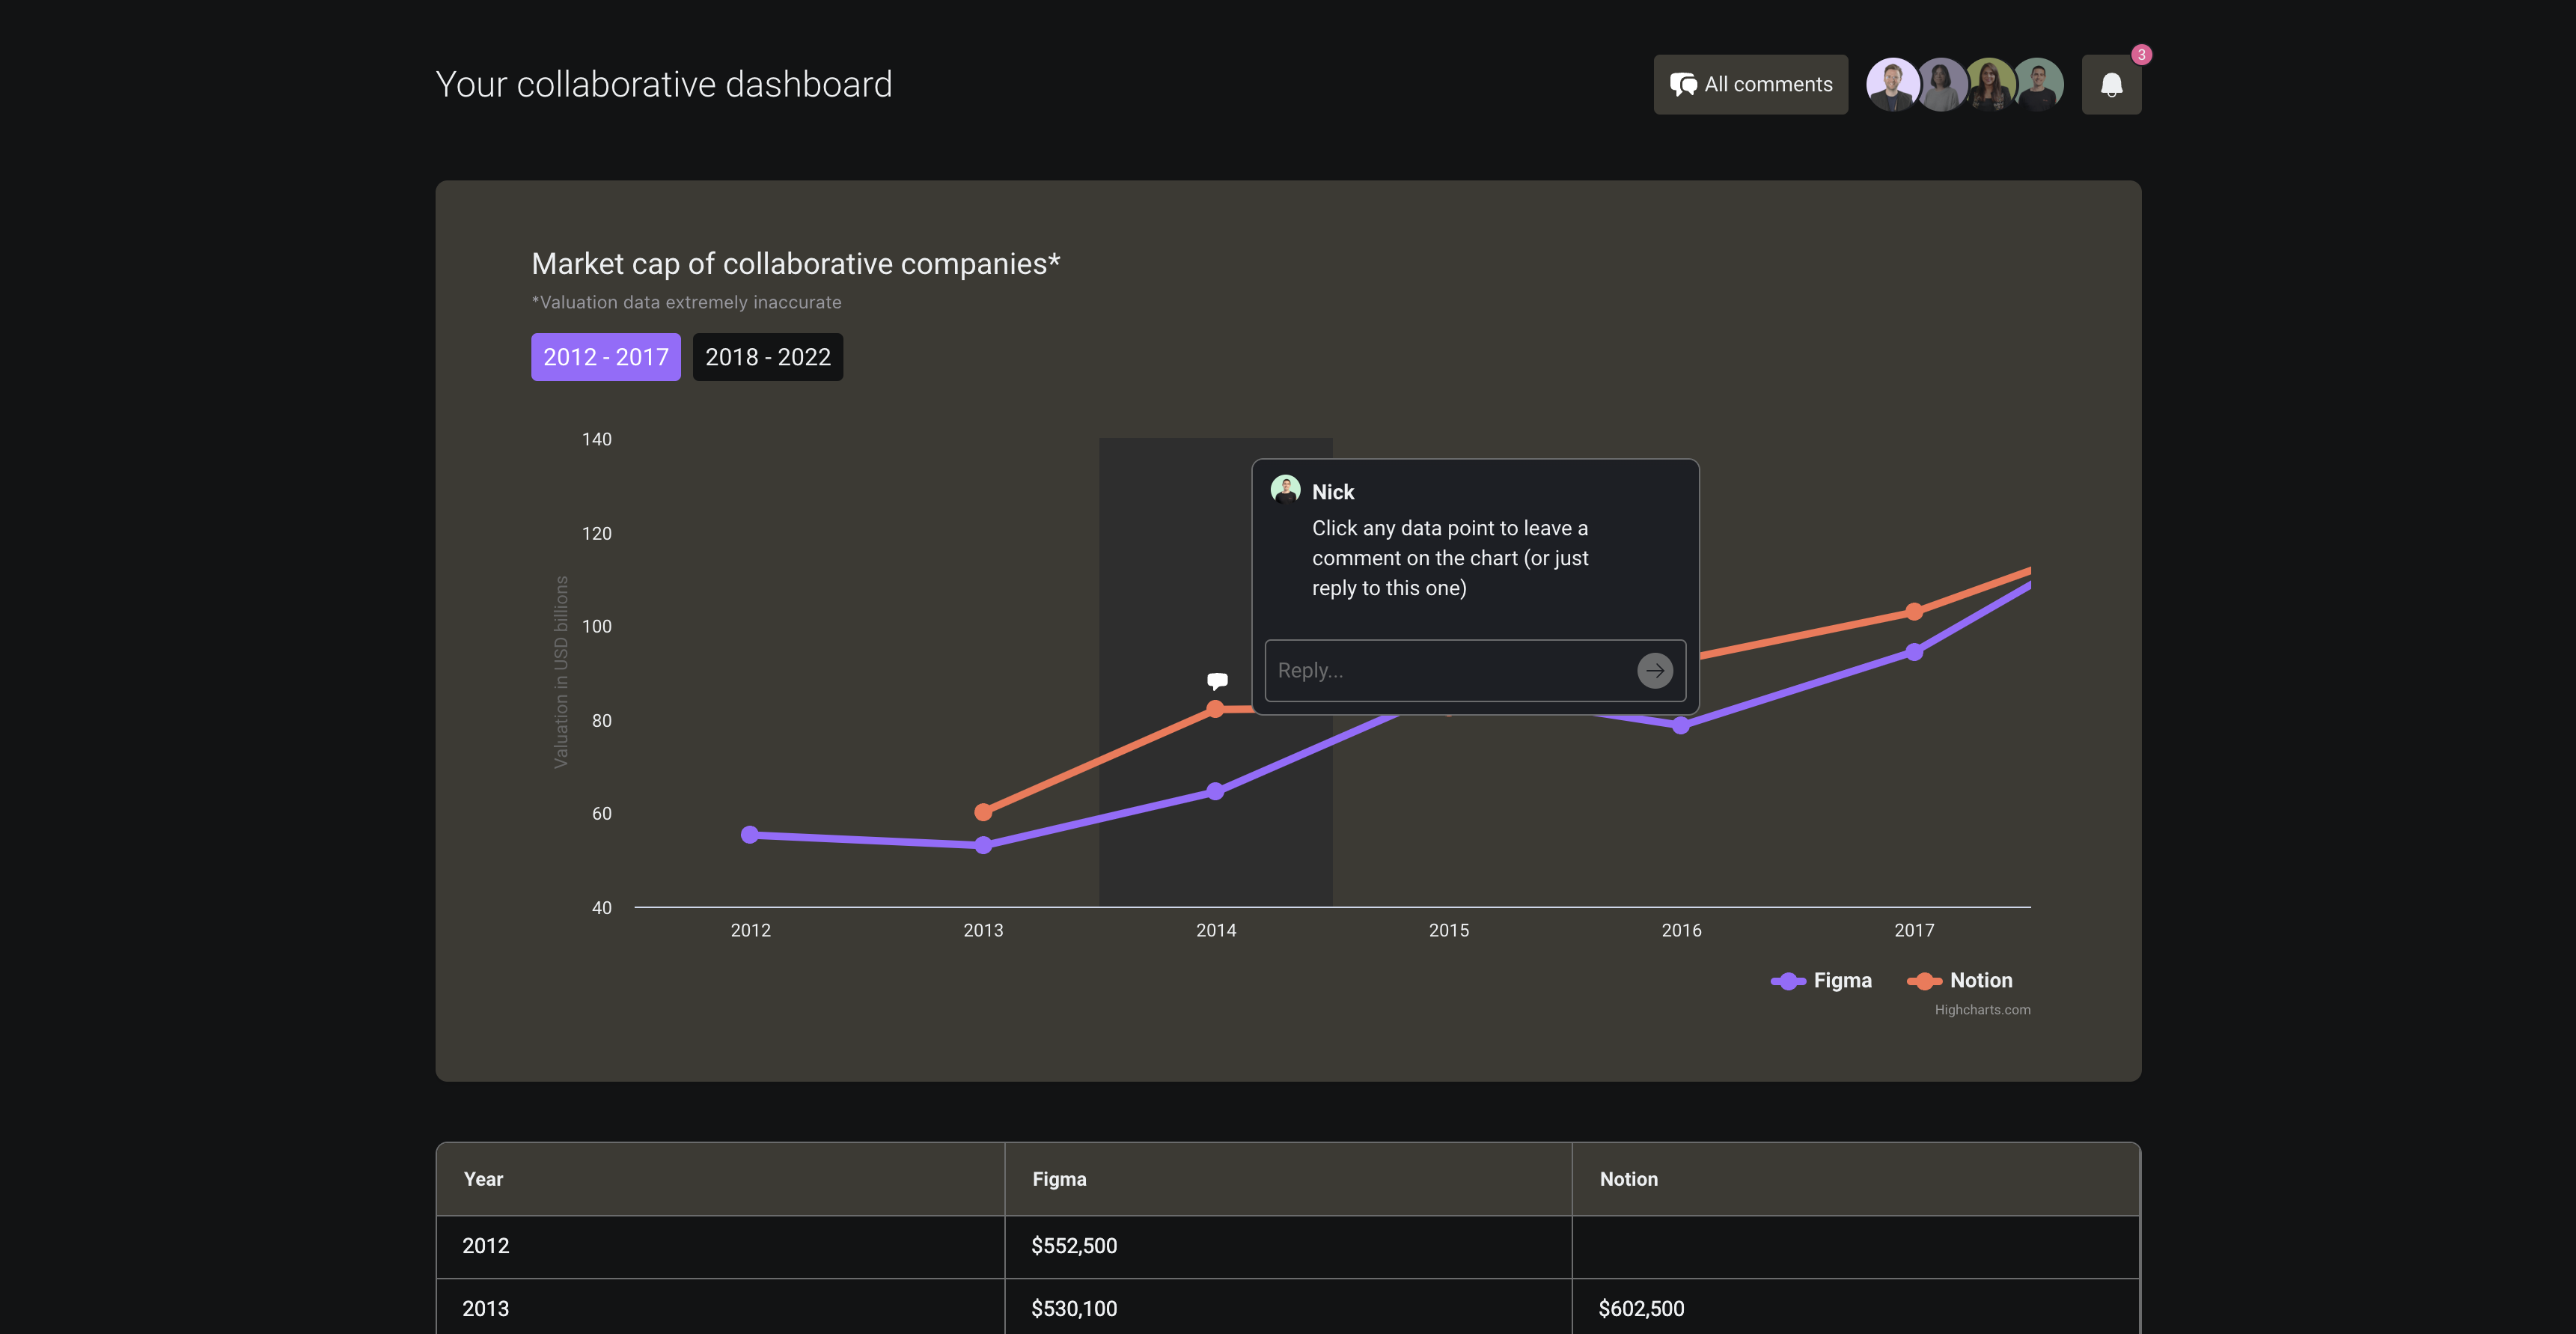 Your collaborative dashboard
All comments
3
Market cap of collaborative companies*
*Valuation data extremely inaccurate
2012 - 2017
2018 - 2022
Valuation in USD billions
140
120
100
80
60
40
Nick
Click any data point to leave a
comment on the chart (or just
reply to this one)
Reply...
2012 2013 2014 2015 2016 2017
Figma Notion
Highcharts.com
Year Figma Notion
2012 $552,500
2013 $530,100 $602,500